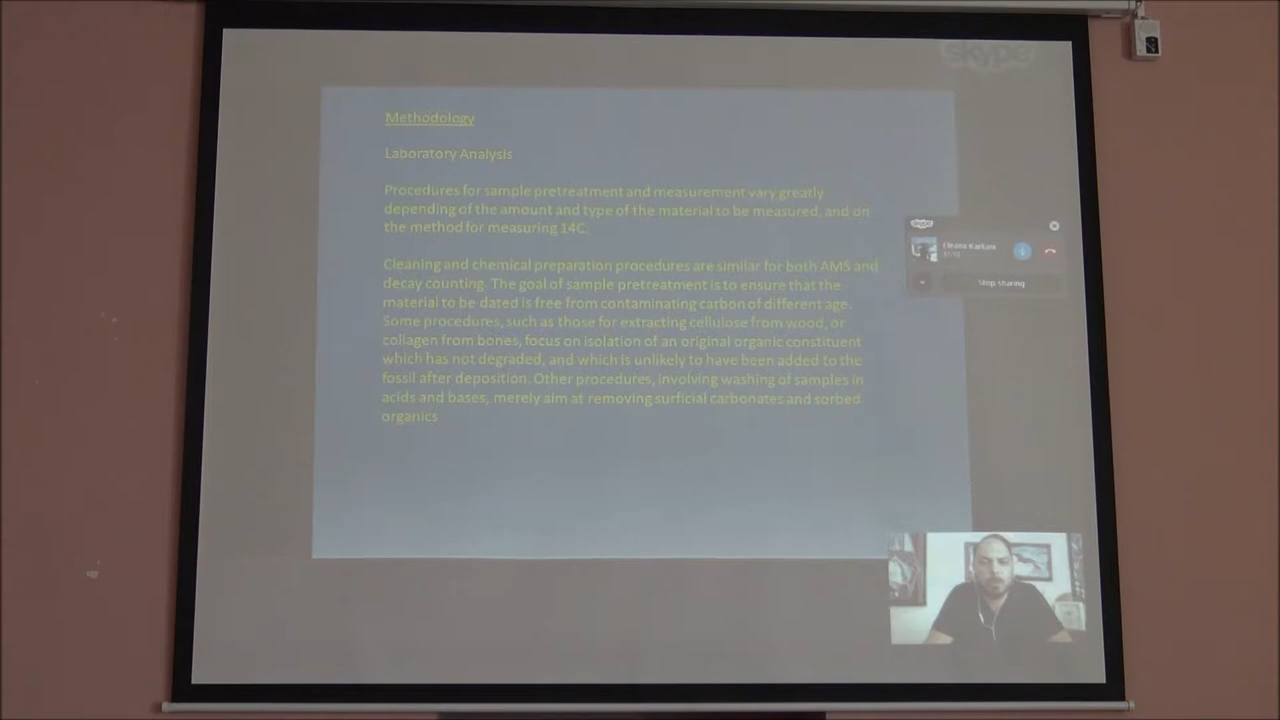 skype
Methodology
Laboratory Analysis
Procedures for sample pretreatment and measurement vary greatly
depending of the amount and type of the material to be measured, and on
the method for measuring 14C.
Cleaning and chemical preparation procedures are similar for both AMS and
decay counting. The goal of sample pretreatment is to ensure that the
material to be dated is free from contaminating carbon of different age.
Some procedures, such as those for extracting cellulose from wood, or
collagen from bones, focus on isolation of an original organic constituent
which has not degraded, and which is unlikely to have been added to the
fossil after deposition. Other procedures, involving washing of samples in
acids and bases, merely aim at removing surficial carbonates and sorbed
organics
skype
Stop sharing